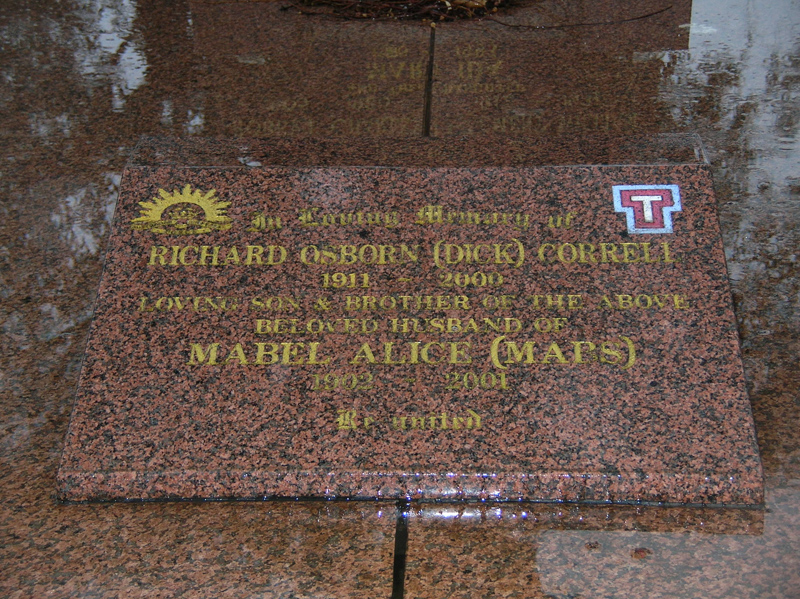 In Loving Memory of
T
RICHARD OSBORN (DICK) CORRELL
1911 - 2000
LOVING SON & BROTHER OF THE ABOVE
BELOVED HUSBAND OF
MABEL ALICE (MAPS)
1902 - 2001
Re-united